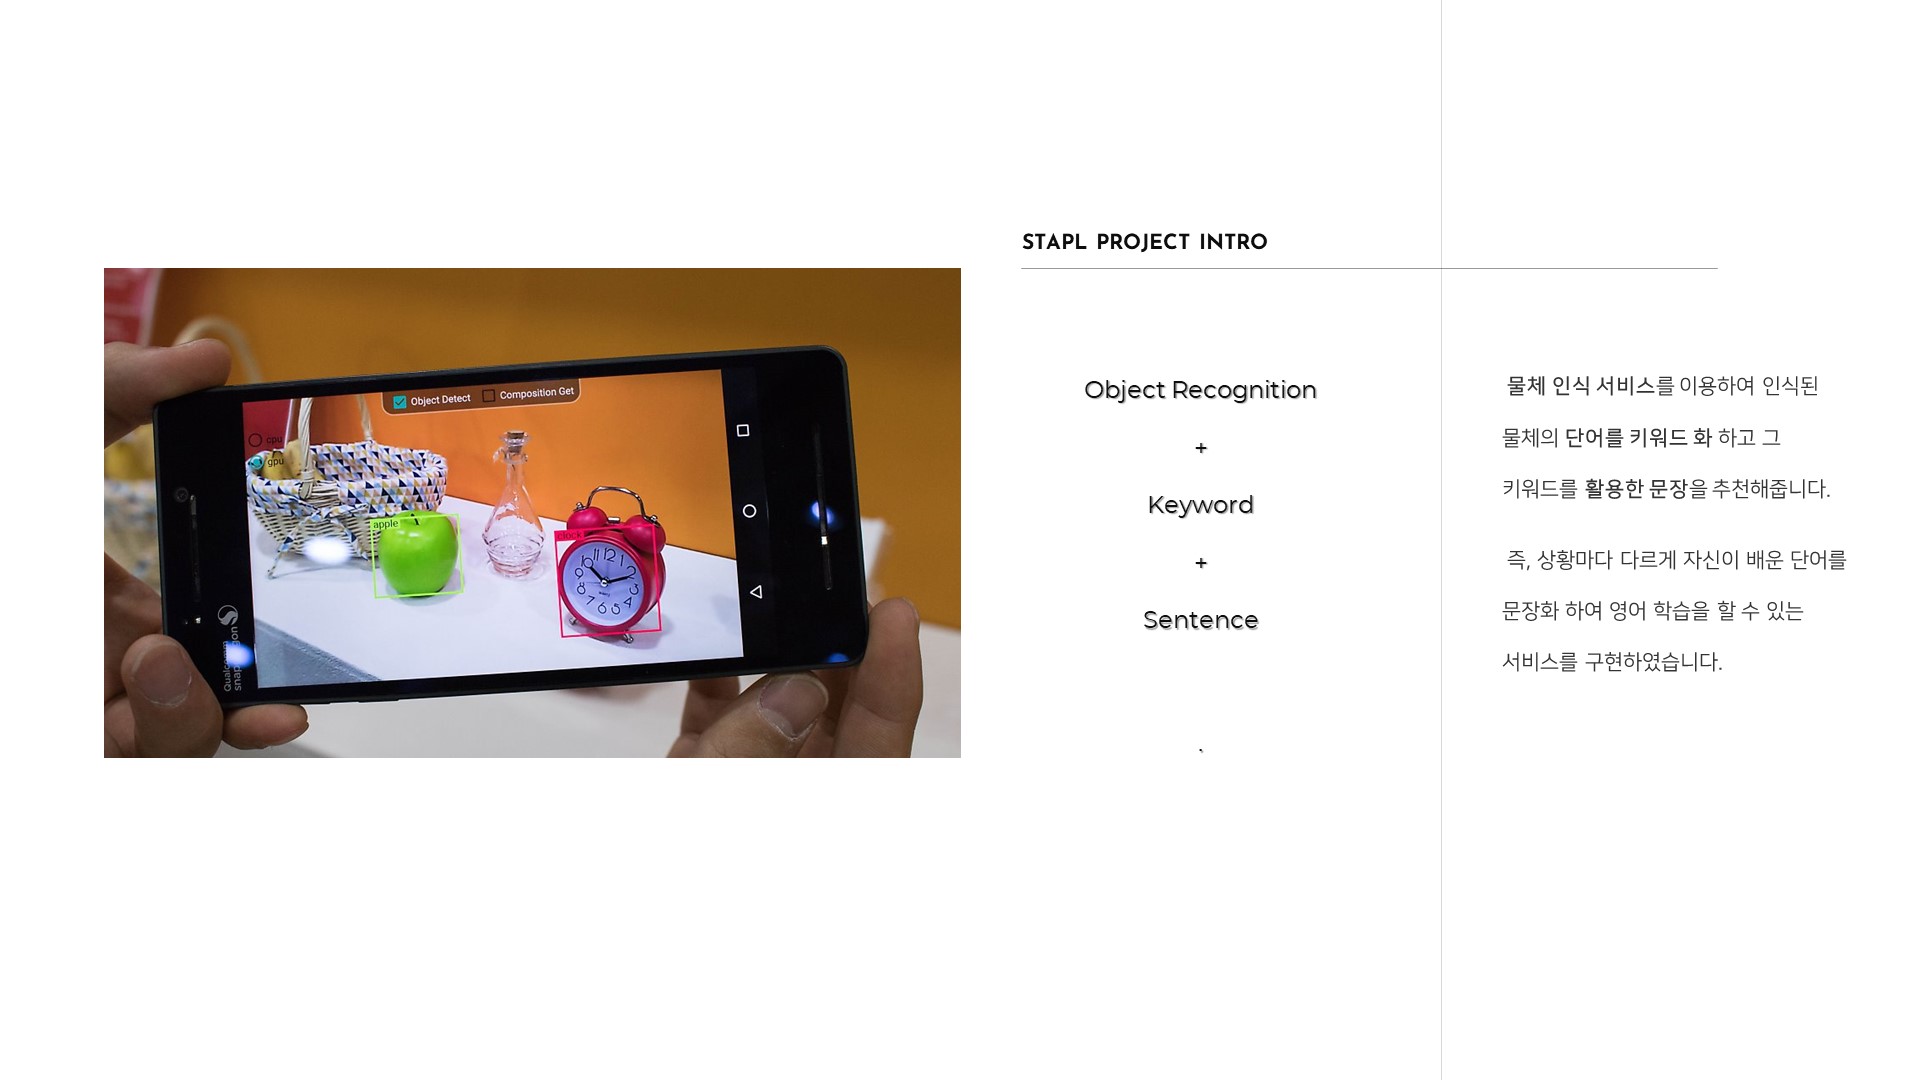 STAPL PROJECT INTRO
Object Detect
Composition Get
cpu
gpu
apple
clock
Qualcomm
snapdragon
Object Recognition
+
Keyword
+
Sentence
.
물체 인식 서비스를 이용하여 인식된
물체의 단어를 키워드 화 하고 그
키워드를 활용한 문장을 추천해줍니다.
즉, 상황마다 다르게 자신이 배운 단어를
문장화 하여 영어 학습을 할 수 있는
서비스를 구현하였습니다.